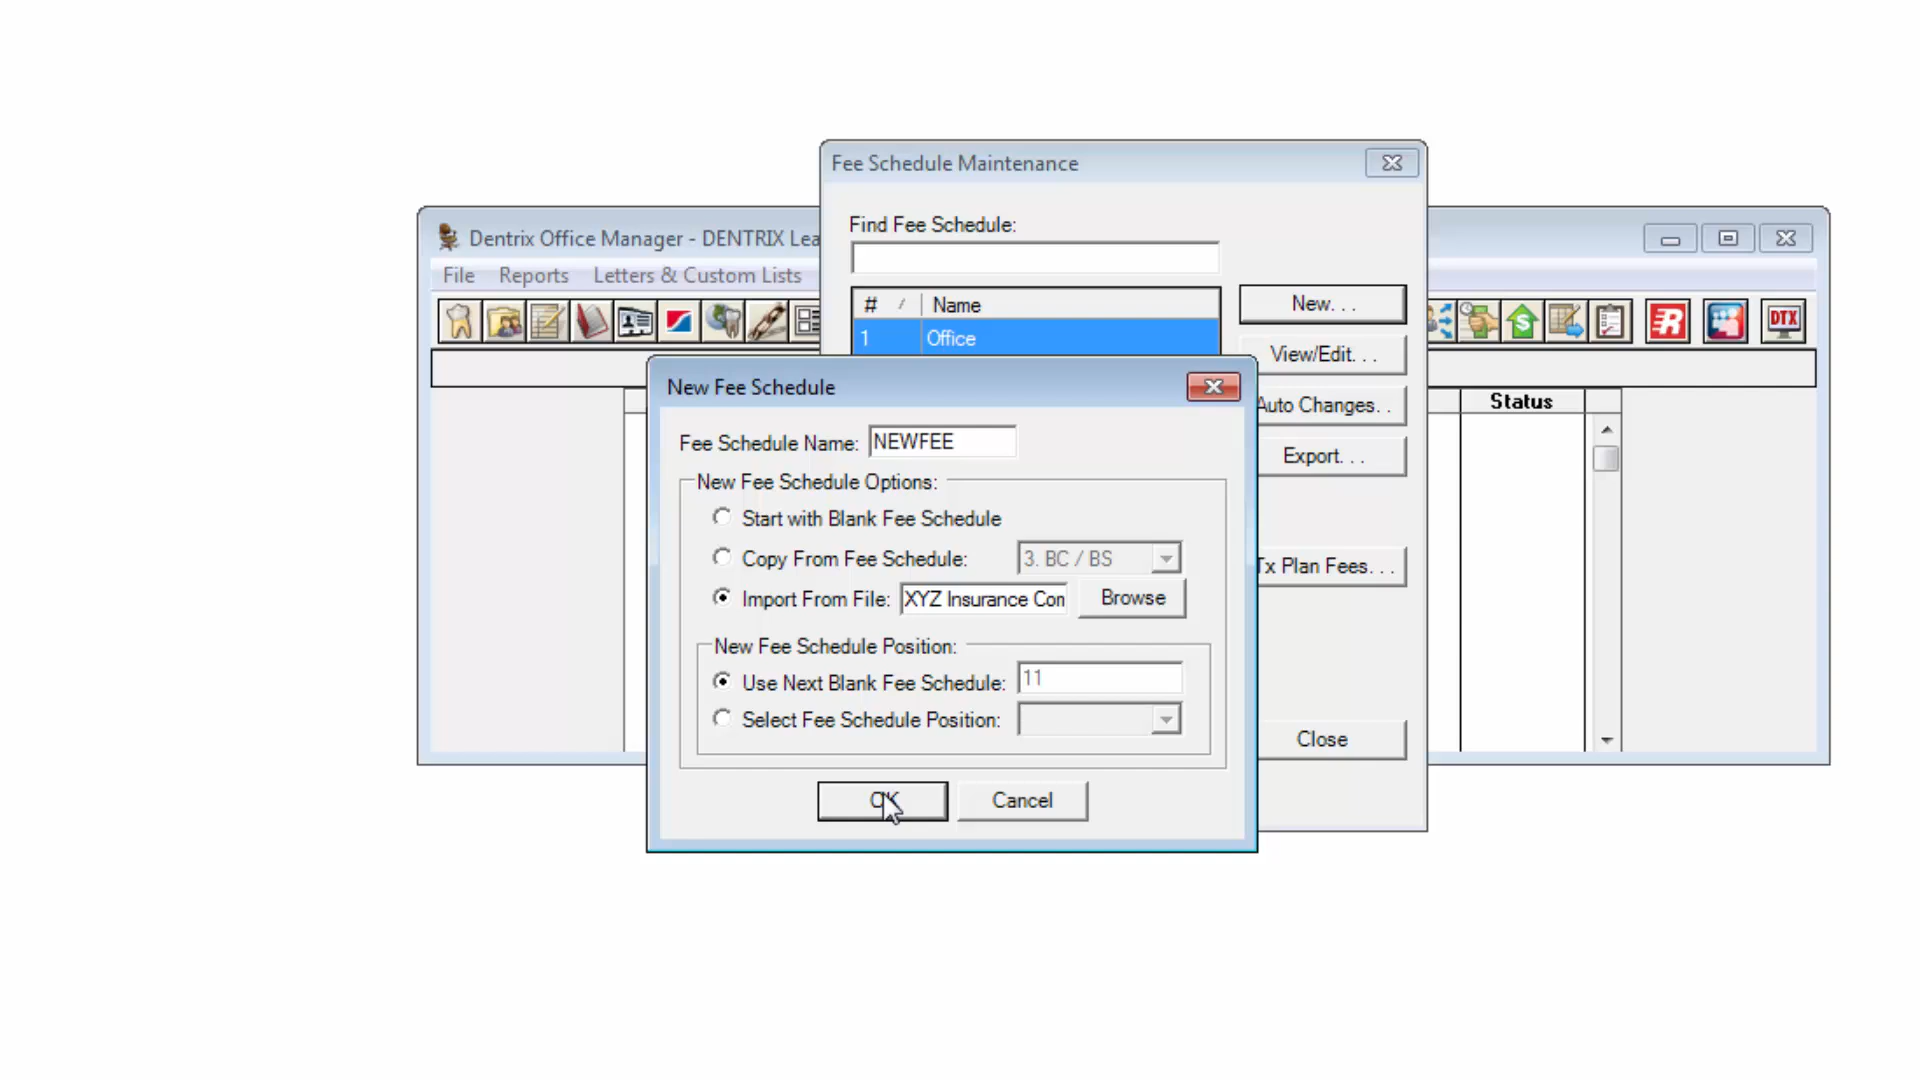 Fee Schedule Maintenance
Find Fee Schedule:
Dentrix Office Manager - DENTRIX Lea
File Reports Letters & Custom Lists
# / Name
1 Office
New. . .
View/Edit. . .
Auto Changes. .
Export. . .
Tx Plan Fees. . .
Close
DTX
Status
New Fee Schedule
Fee Schedule Name: NEWFEE
New Fee Schedule Options:
Start with Blank Fee Schedule
Copy From Fee Schedule: 3. BC / BS
Import From File: XYZ Insurance Com Browse
New Fee Schedule Position:
Use Next Blank Fee Schedule: 11
Select Fee Schedule Position:
OK Cancel